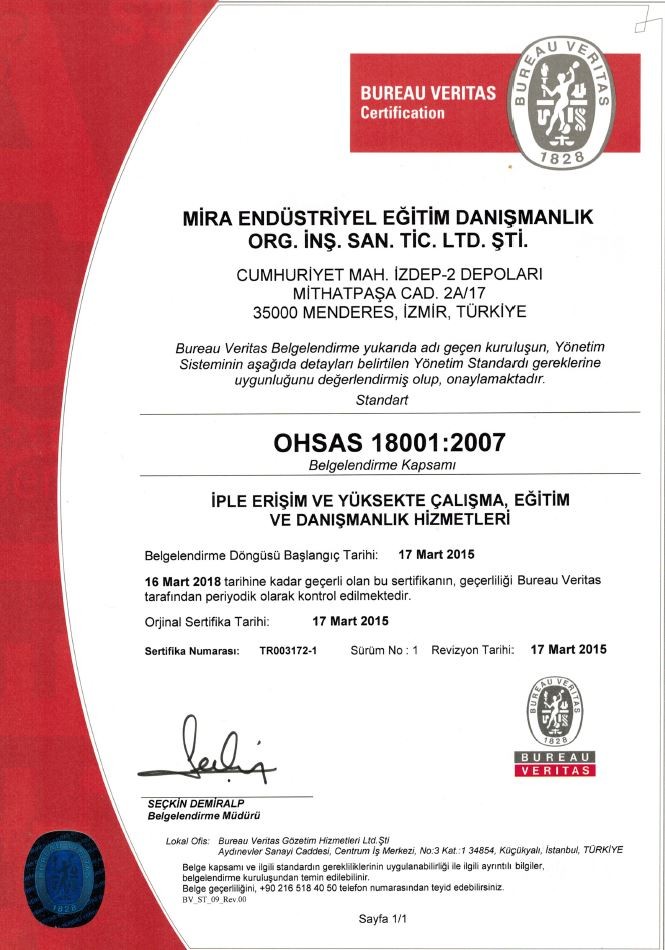 BUREAU VERITAS
Certification
BUREAU VERITAS
1828
MİRA ENDÜSTRİYEL EĞİTİM DANIŞMANLIK
ORG. İNŞ. SAN. TİC. LTD. ŞTİ.
CUMHURİYET MAH. İZDEP-2 DEPOLARI
MİTHATPAŞA CAD. 2A/17
35000 MENDERES, İZMİR, TÜRKİYE
Bureau Veritas Belgelendirme yukarıda adı geçen kuruluşun, Yönetim
Sisteminin aşağıda detayları belirtilen Yönetim Standardı gereklerine
uygunluğunu değerlendirmiş olup, onaylamaktadır.
Standart
OHSAS 18001:2007
Belgelendirme Kapsamı
İPLE ERİŞİM VE YÜKSEKTE ÇALIŞMA, EĞİTİM
VE DANIŞMANLIK HİZMETLERİ
Belgelendirme Döngüsü Başlangıç Tarihi: 17 Mart 2015
16 Mart 2018 tarihine kadar geçerli olan bu sertifikanın, geçerliliği Bureau Veritas
tarafından periyodik olarak kontrol edilmektedir.
Orjinal Sertifika Tarihi: 17 Mart 2015
Sertifika Numarası: TR003172-1 Sürüm No : 1 Revizyon Tarihi: 17 Mart 2015
BUREAU VERITAS
1828
BUREAU
VERITAS
SEÇKİN DEMİRALP
Belgelendirme Müdürü
Lokal Ofis: Bureau Veritas Gözetim Hizmetleri Ltd.Şti
Aydınevler Sanayi Caddesi, Centrum İş Merkezi, No:3 Kat.:1 34854, Küçükyalı, İstanbul, TÜRKİYE
Belge kapsamı ve ilgili standardın gerekliliklerinin uygulanabilirliği ile ilgili ayrıntılı bilgiler,
belgelendirme kuruluşundan temin edilebilinir.
Belge geçerliliğini, +90 216 518 40 50 telefon numarasından teyid edebilirsiniz.
BV_ST_09_Rev.00
Sayfa 1/1
1828